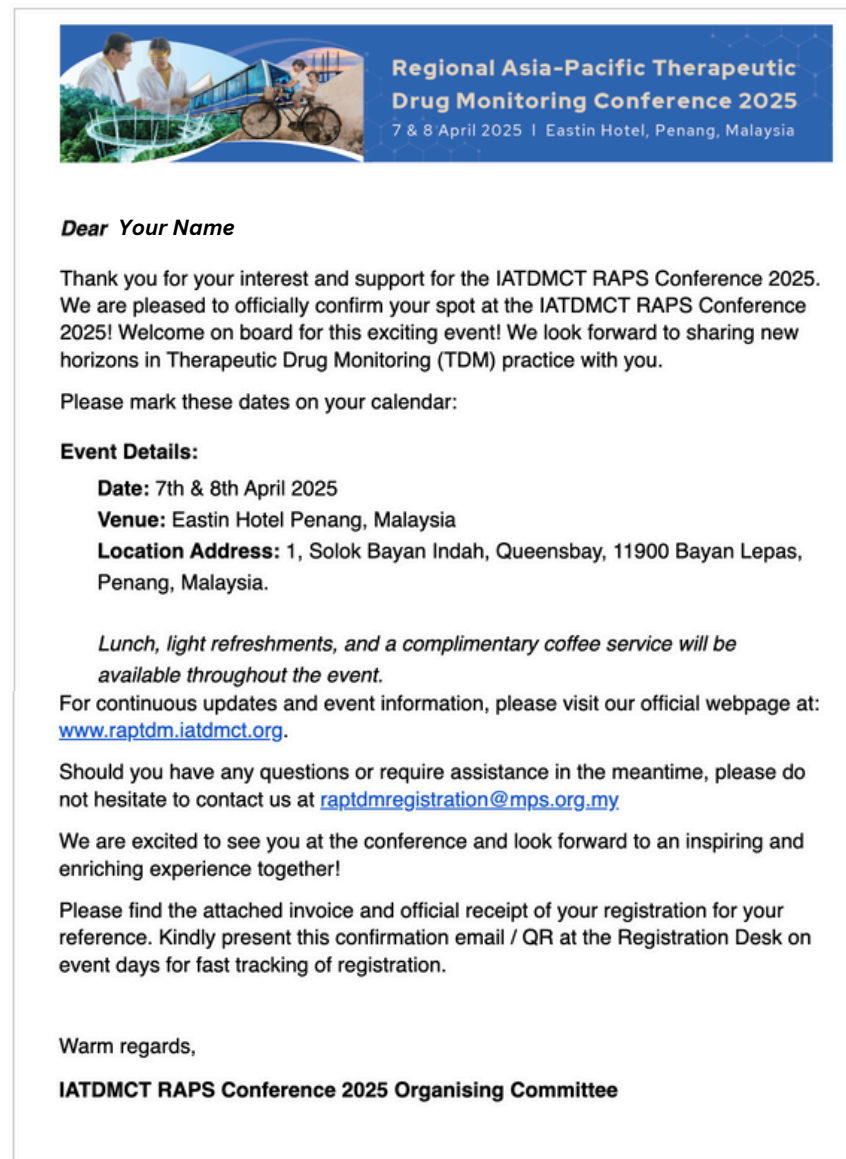 Regional Asia-Pacific Therapeutic
Drug Monitoring Conference 2025
7 & 8 April 2025 | Eastin Hotel, Penang, Malaysia
Dear Your Name
Thank you for your interest and support for the IATDMCT RAPS Conference 2025.
We are pleased to officially confirm your spot at the IATDMCT RAPS Conference
2025! Welcome on board for this exciting event! We look forward to sharing new
horizons in Therapeutic Drug Monitoring (TDM) practice with you.
Please mark these dates on your calendar:
Event Details:
Date: 7th & 8th April 2025
Venue: Eastin Hotel Penang, Malaysia
Location Address: 1, Solok Bayan Indah, Queensbay, 11900 Bayan Lepas,
Penang, Malaysia.
Lunch, light refreshments, and a complimentary coffee service will be
available throughout the event.
For continuous updates and event information, please visit our official webpage at:
www.raptdm.iatdmct.org.
Should you have any questions or require assistance in the meantime, please do
not hesitate to contact us at raptdmregistration@mps.org.my
We are excited to see you at the conference and look forward to an inspiring and
enriching experience together!
Please find the attached invoice and official receipt of your registration for your
reference. Kindly present this confirmation email / QR at the Registration Desk on
event days for fast tracking of registration.
Warm regards,
IATDMCT RAPS Conference 2025 Organising Committee